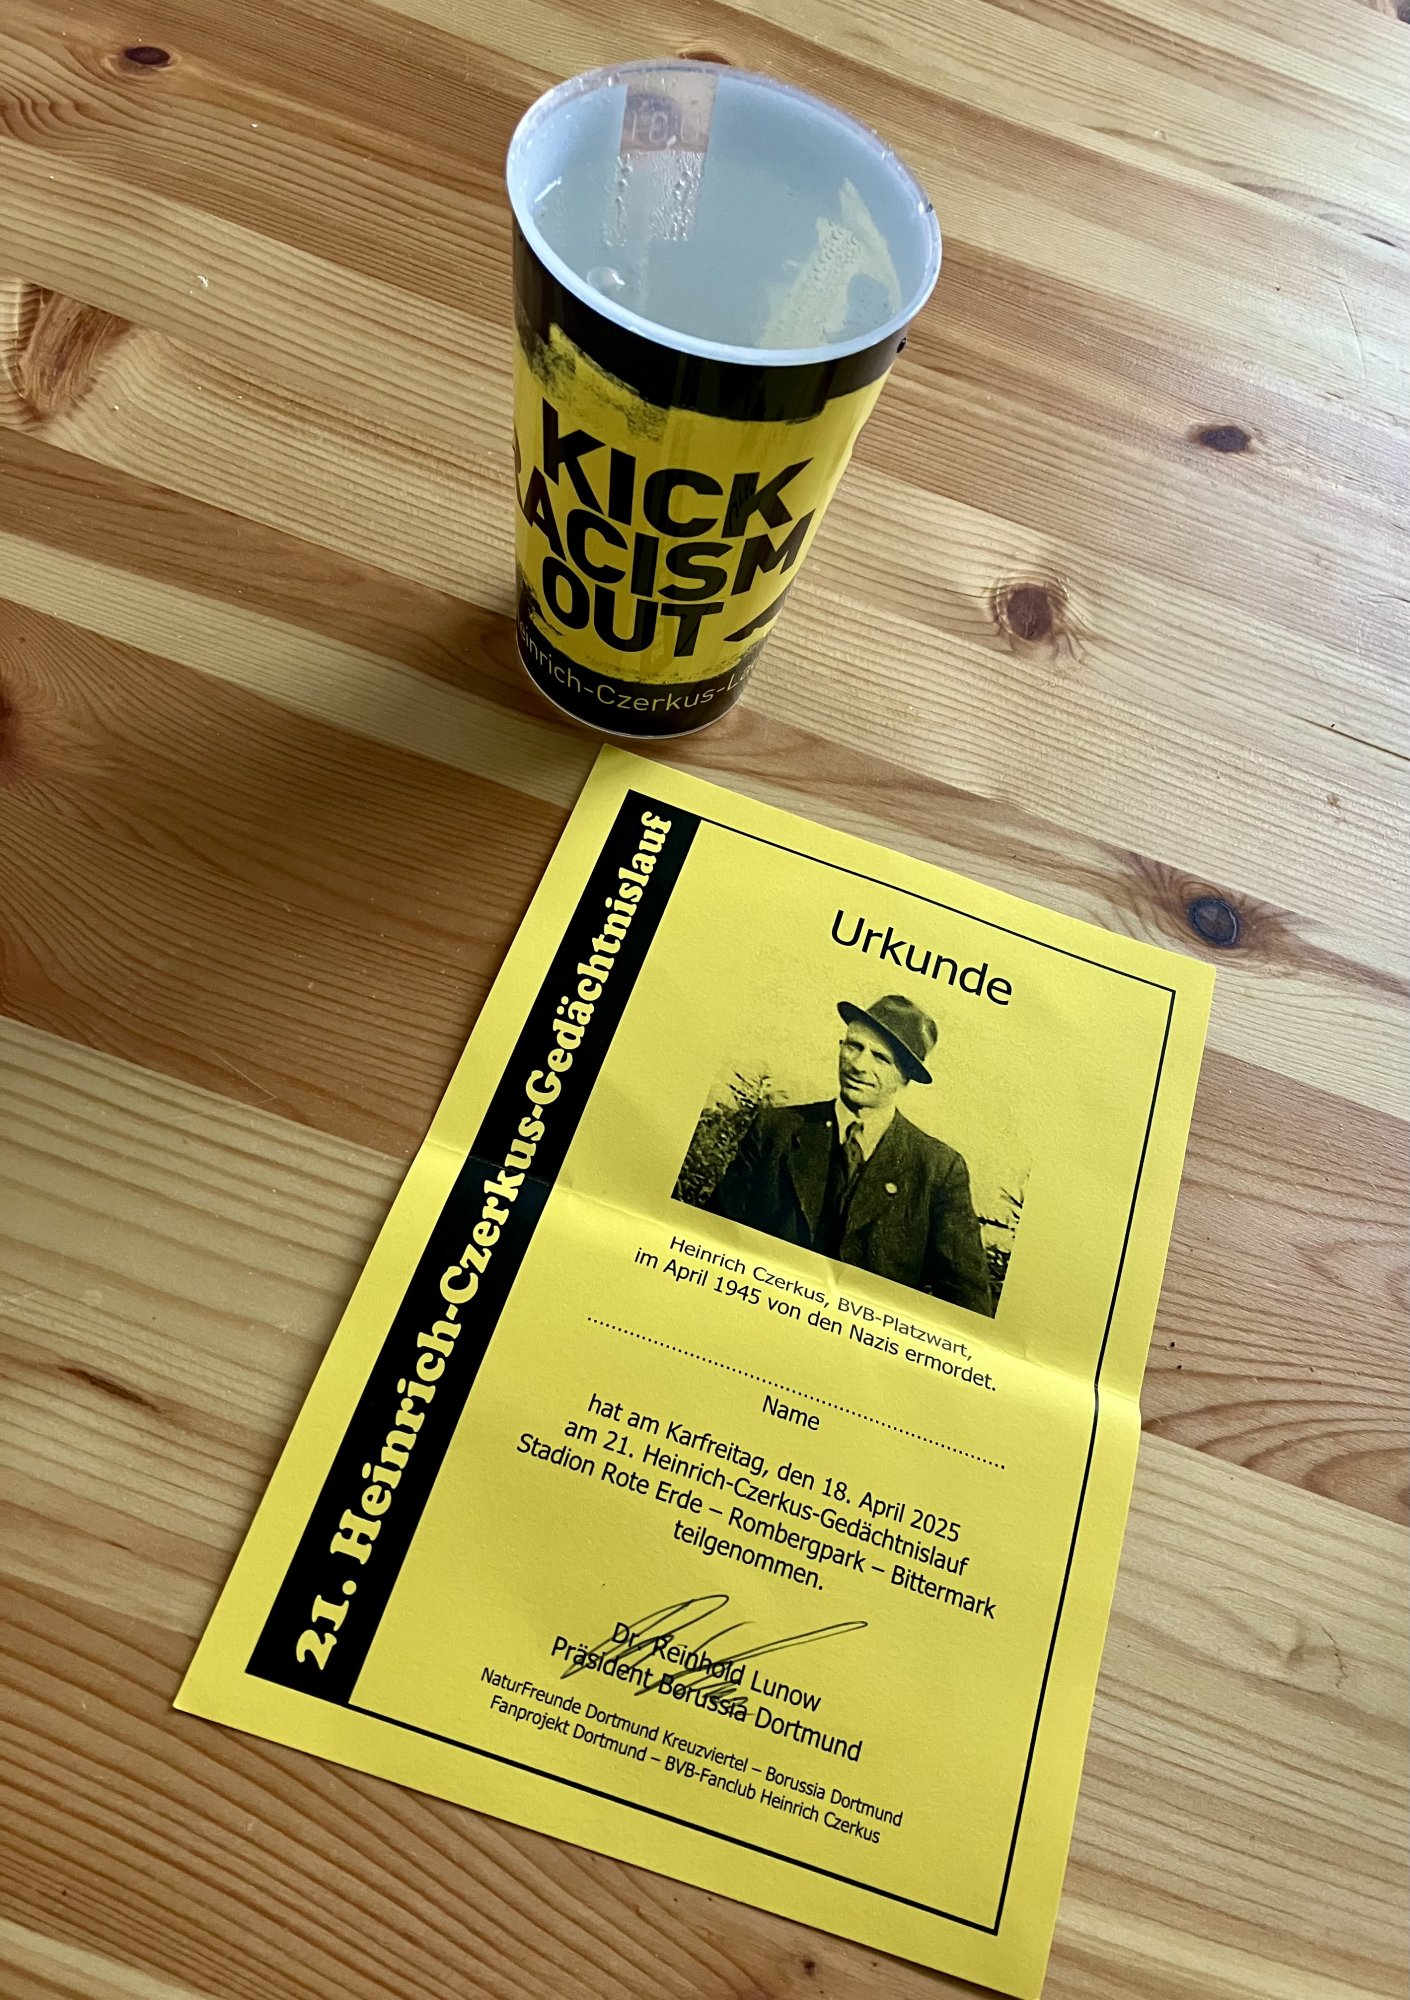 KICK
RACISM
OUT
Heinrich-Czerkus-
21. Heinrich-Czerkus-Gedächtnislauf
Urkunde
Heinrich Czerkus, BVB-Platzwart,
im April 1945 von den Nazis ermordet.
Name
hat am Karfreitag, den 18. April 2025
am 21. Heinrich-Czerkus-Gedächtnislauf
Stadion Rote Erde – Rombergpark – Bittermark
teilgenommen.
Dr. Reinhold Lunow
Präsident Borussia Dortmund
NaturFreunde Dortmund Kreuzviertel – Borussia Dortmund
Fanprojekt Dortmund – BVB-Fanclub Heinrich Czerkus